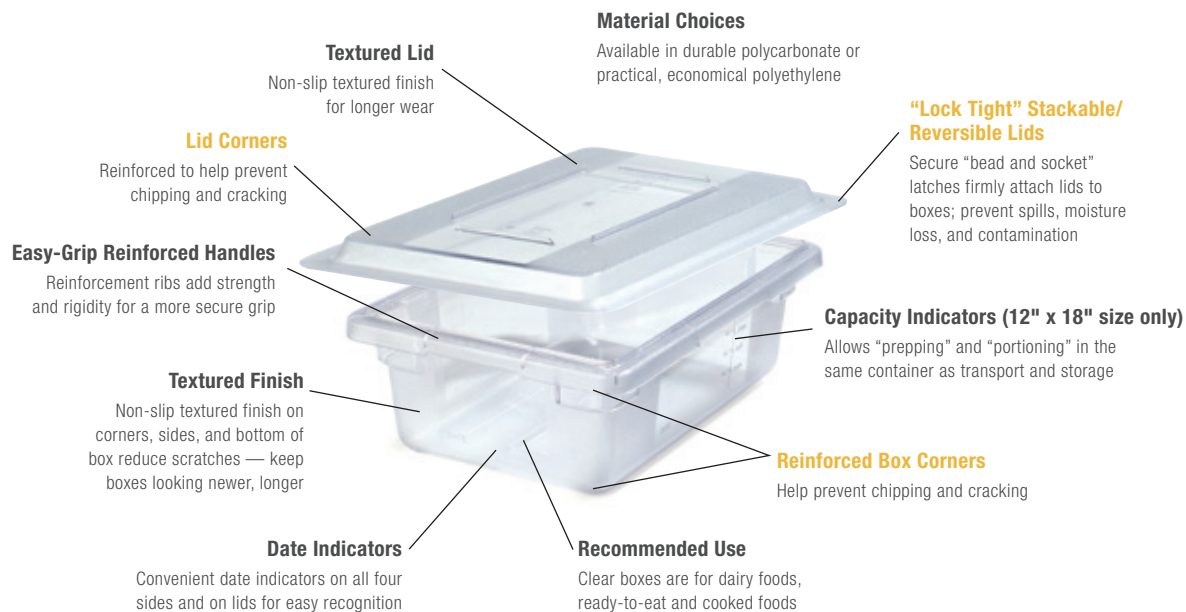 Material Choices
Available in durable polycarbonate or
practical, economical polyethylene
Textured Lid
Non-slip textured finish
for longer wear
“Lock Tight” Stackable/
Reversible Lids
Secure “bead and socket”
latches firmly attach lids to
boxes; prevent spills, moisture
loss, and contamination
Lid Corners
Reinforced to help prevent
chipping and cracking
Easy-Grip Reinforced Handles
Reinforcement ribs add strength
and rigidity for a more secure grip
Capacity Indicators (12" x 18" size only)
Allows “prepping” and “portioning” in the
same container as transport and storage
Textured Finish
Non-slip textured finish on
corners, sides, and bottom of
box reduce scratches — keep
boxes looking newer, longer
Reinforced Box Corners
Help prevent chipping and cracking
Date Indicators
Convenient date indicators on all four
sides and on lids for easy recognition
Recommended Use
Clear boxes are for dairy foods,
ready-to-eat and cooked foods